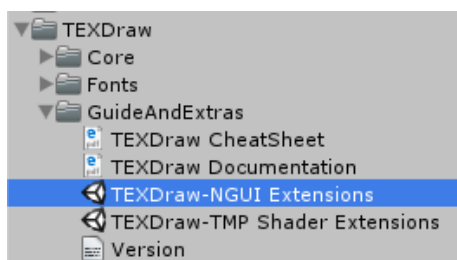 TEXDraw
Core
Fonts
GuideAndExtras
TEXDraw CheatSheet
TEXDraw Documentation
TEXDraw-NGUI Extensions
TEXDraw-TMP Shader Extensions
Version